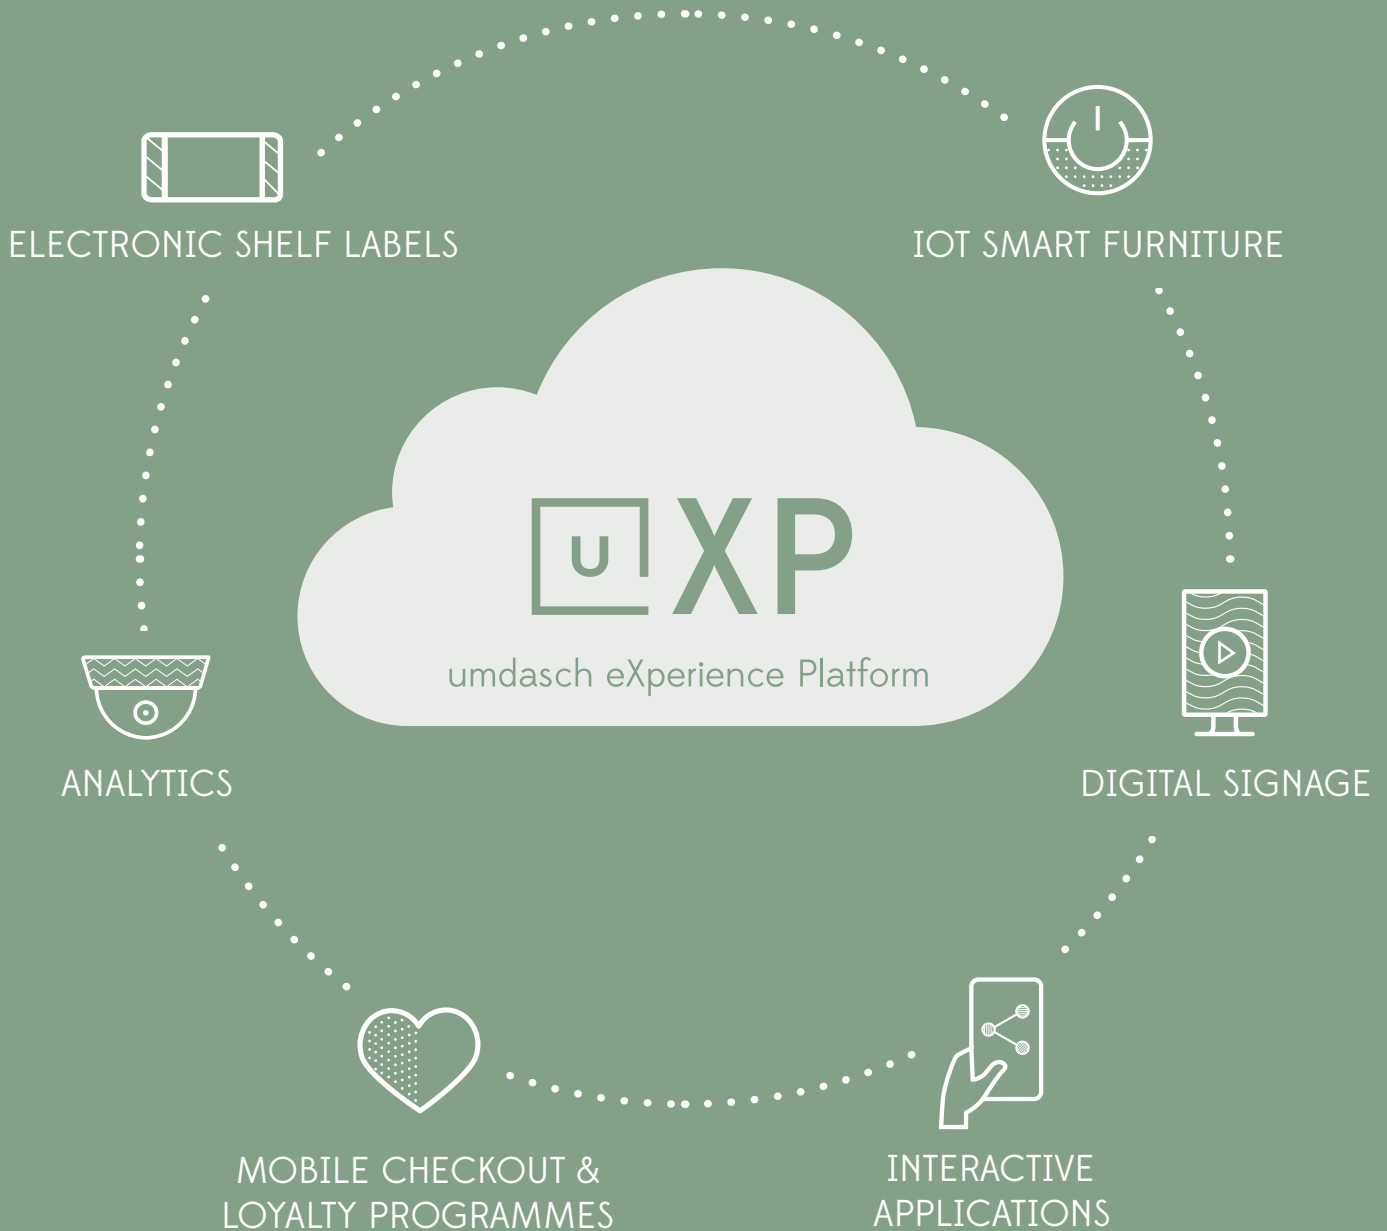 ELECTRONIC SHELF LABELS
IOT SMART FURNITURE
u XP
umdasch eXperience Platform
ANALYTICS
DIGITAL SIGNAGE
MOBILE CHECKOUT &
LOYALTY PROGRAMMES
INTERACTIVE
APPLICATIONS